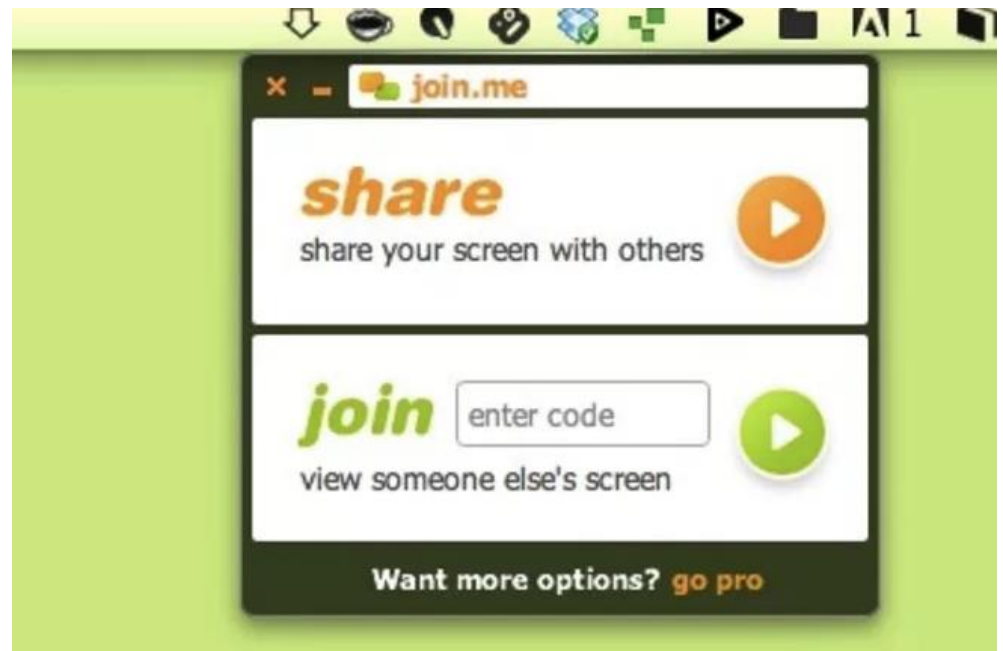 1
join.me
share
share your screen with others
join enter code
view someone else's screen
Want more options? go pro